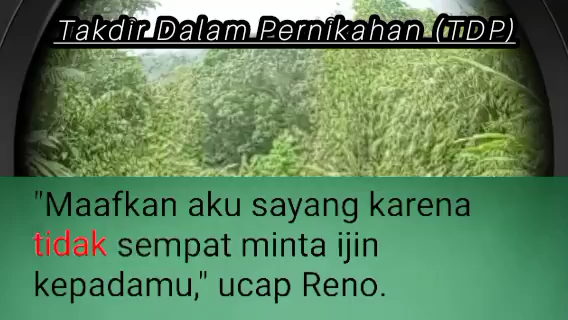 Takdir Dalam Pernikahan (TDP)
"Maafkan aku sayang karena
tidak sempat minta ijin
kepadamu," ucap Reno.